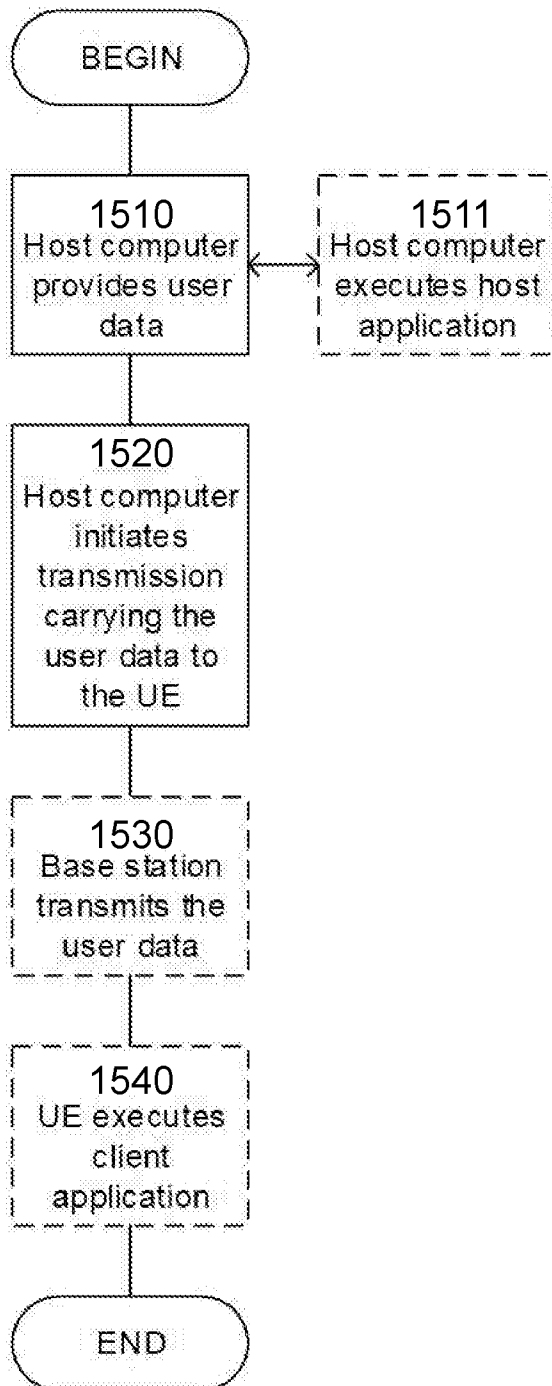 BEGIN
1510
Host computer
provides user
data
1511
Host computer
executes host
application
1520
Host computer
initiates
transmission
carrying the
user data to
the UE
1530
Base station
transmits the
user data
1540
UE executes
client
application
END